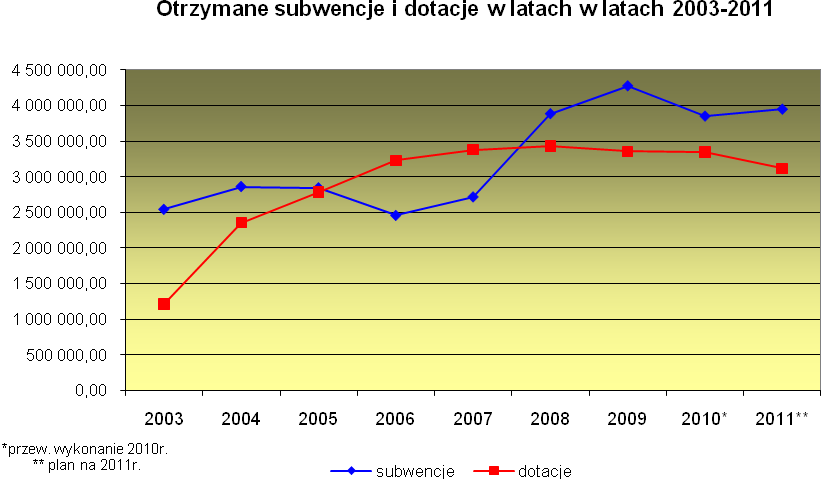 Otrzymane subwencje i dotacje w latach w latach 2003-2011
4 500 000,00
4 000 000,00
3 500 000,00
3 000 000,00
2 500 000,00
2 000 000,00
1 500 000,00
1 000 000,00
500 000,00
0,00
2003 2004 2005 2006 2007 2008 2009 2010* 2011**
*przew. wykonanie 2010r.
** plan na 2011r.
subwencje dotacje